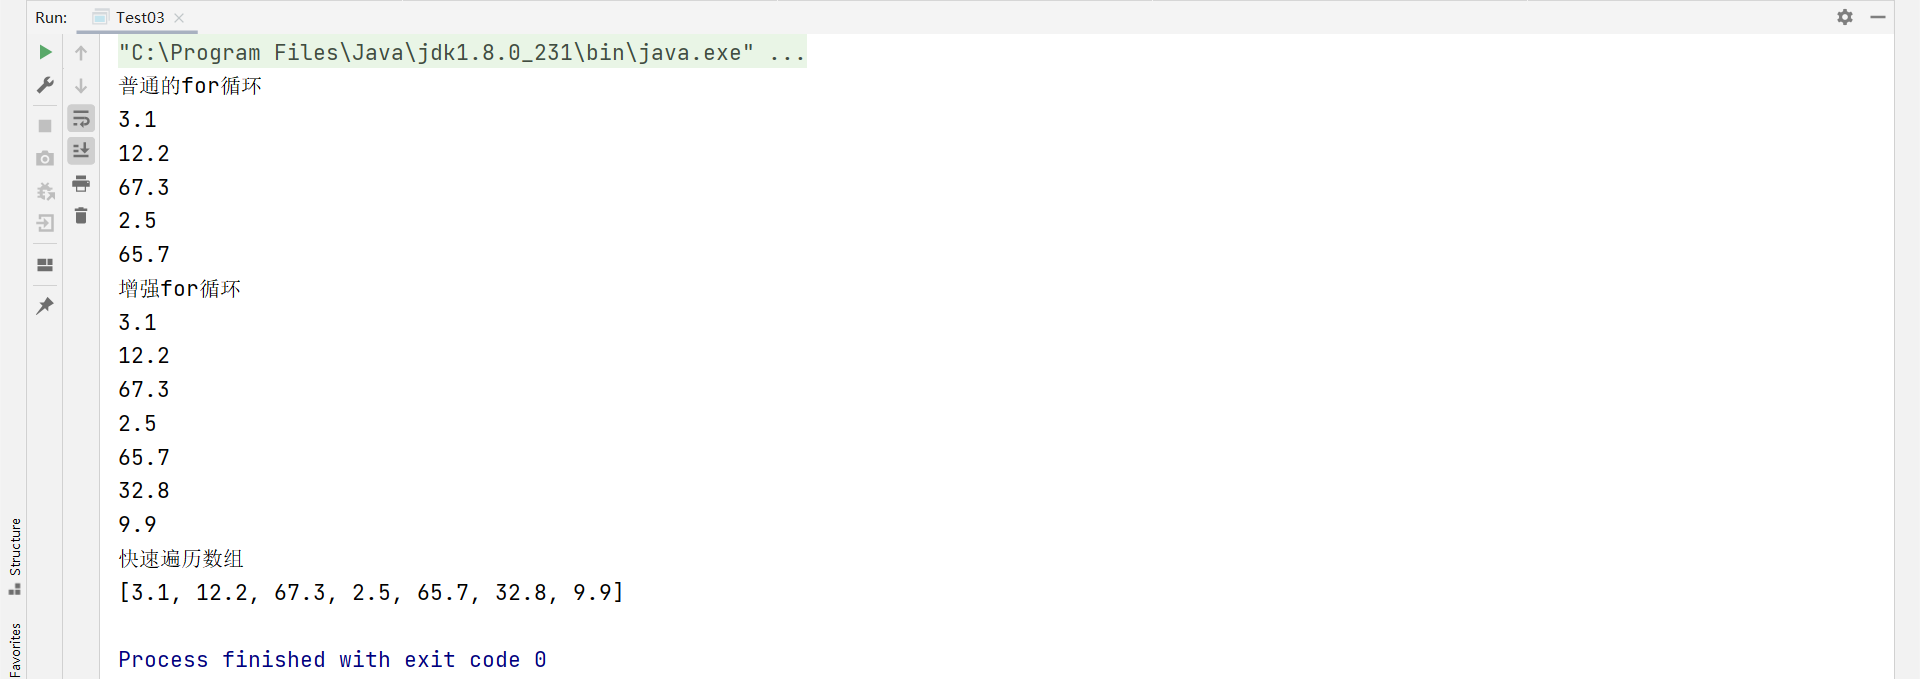 Run: Test03
"C:\Program Files\Java\jdk1.8.0_231\bin\java.exe" ...
普通的for循环
3.1
12.2
67.3
2.5
65.7
增强for循环
3.1
12.2
67.3
2.5
65.7
32.8
9.9
快速遍历数组
[3.1, 12.2, 67.3, 2.5, 65.7, 32.8, 9.9]
Process finished with exit code 0
Structure
Favorites